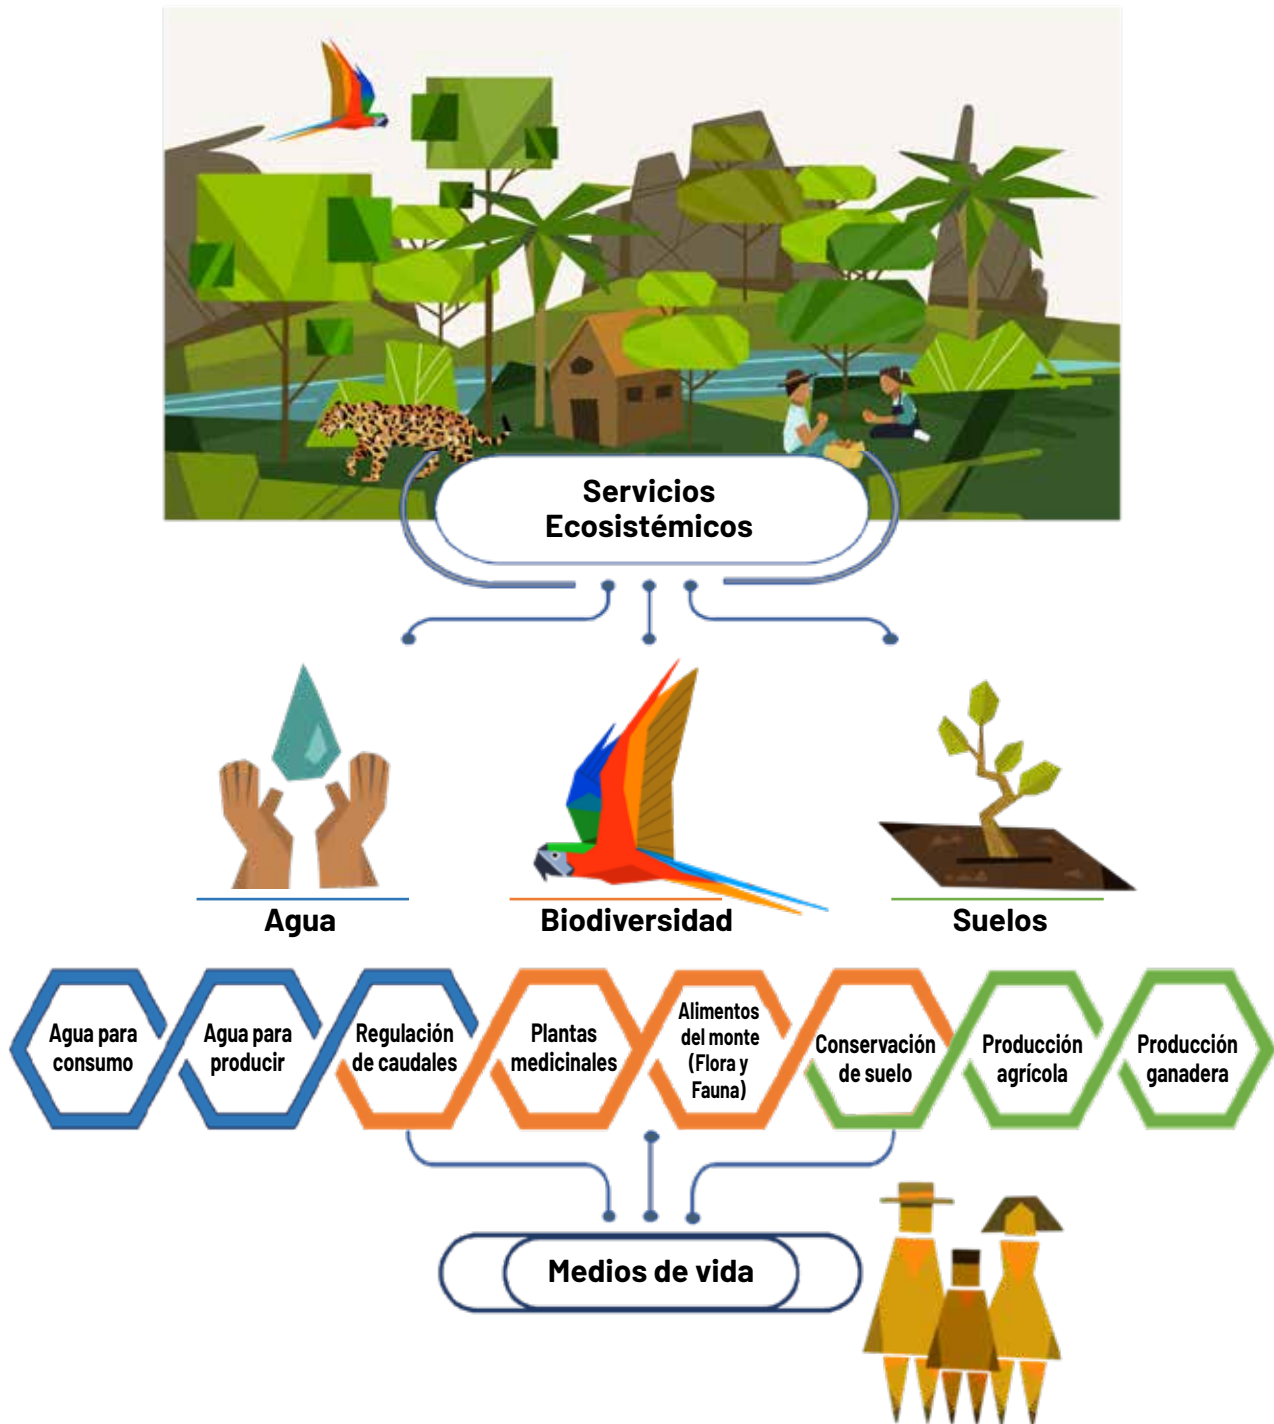 Servicios
Ecosistémicos
Agua
Biodiversidad
Suelos
Agua para
consumo
Agua para
producir
Regulación
de caudales
Plantas
medicinales
Alimentos
del monte
(Flora y
Fauna)
Conservación
de suelo
Producción
agrícola
Producción
ganadera
Medios de vida